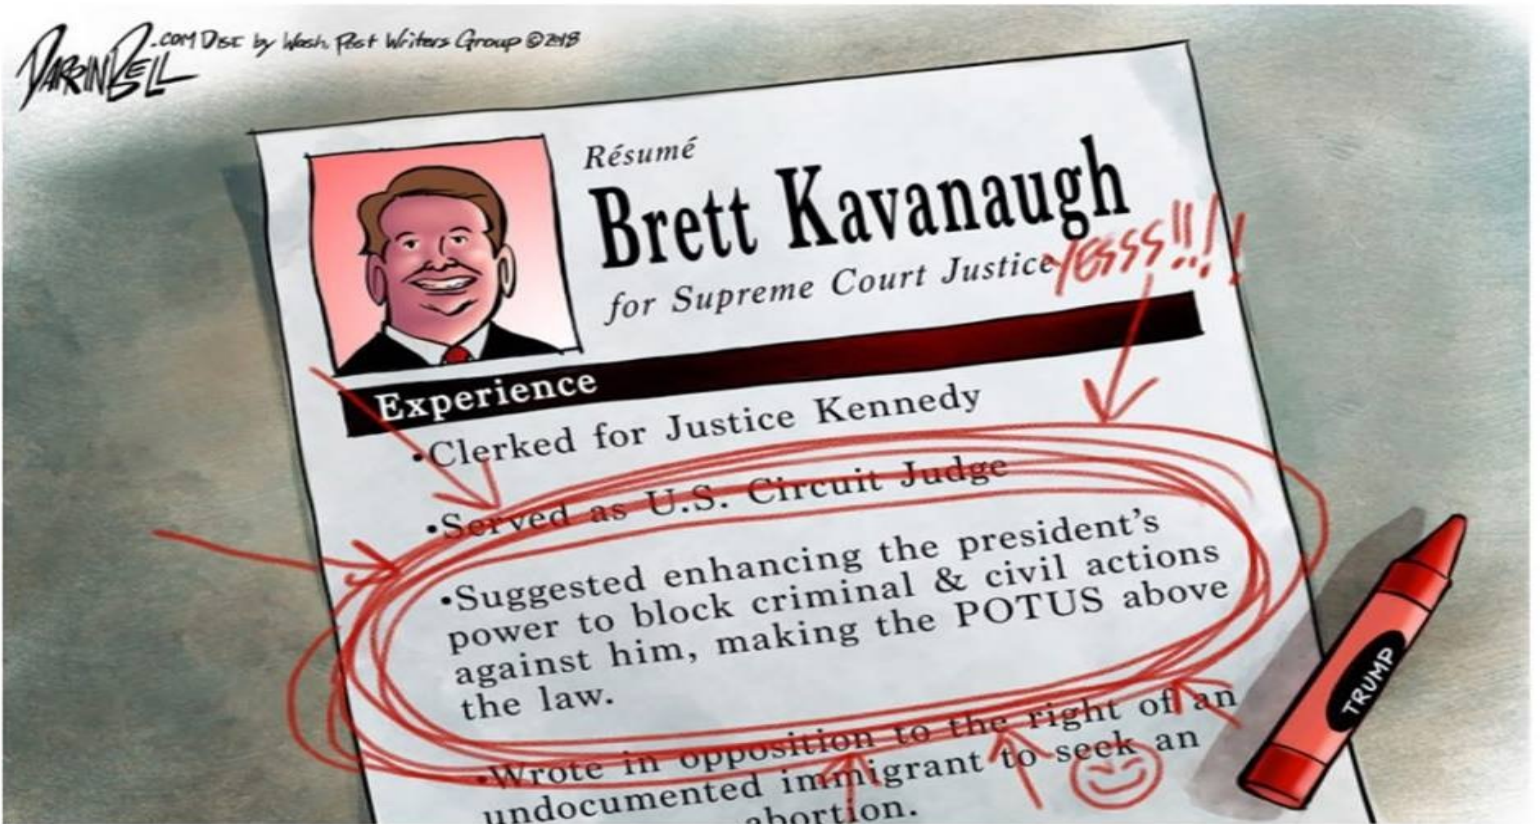 DARRIN BELL .COM DIST by Wash. Post Writers Group ©2018
Résumé
Brett Kavanaugh
for Supreme Court Justice
YESSSS!!!!
Experience
•Clerked for Justice Kennedy
•Served as U.S. Circuit Judge
•Suggested enhancing the president's
power to block criminal & civil actions
against him, making the POTUS above
the law.
•Wrote in opposition to the right of an
undocumented immigrant to seek an
abortion.
TRUMP